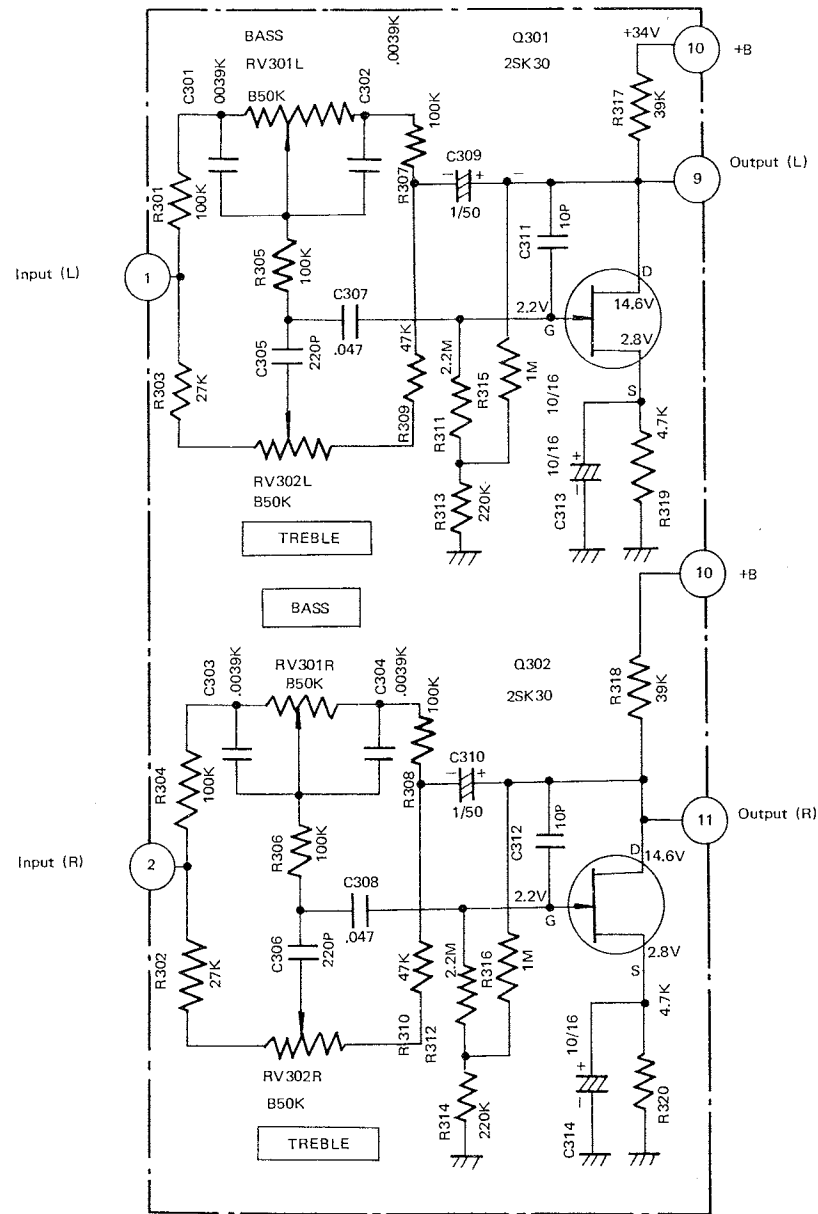 BASS
RV301L
B50K
C301
0039K
C302
.0039K
Q301
2SK30
+34V
10
+B
R317
39K
R301
100K
100K
R307
C309
− +
1/50
−
C311
10P
9
Output (L)
Input (L)
1
R305
100K
C307
.047
C305
220P
2.2V
G
D
14.6V
2.8V
S
R303
27K
47K
R309
2.2M
R311
R315
1M
10/16
10/16
+
−
C313
4.7K
R319
R313
220K
RV302L
B50K
TREBLE
BASS
10
+B
C303
.0039K
RV301R
B50K
C304
.0039K
Q302
2SK30
R318
39K
R304
100K
100K
R308
C310
− +
1/50
C312
10P
11
Output (R)
Input (R)
2
R306
100K
C308
.047
C306
220P
2.2V
G
D
14.6V
2.8V
S
R302
27K
47K
R310
R312
2.2M
R316
1M
10/16
+
−
C314
4.7K
R320
R314
220K
RV302R
B50K
TREBLE